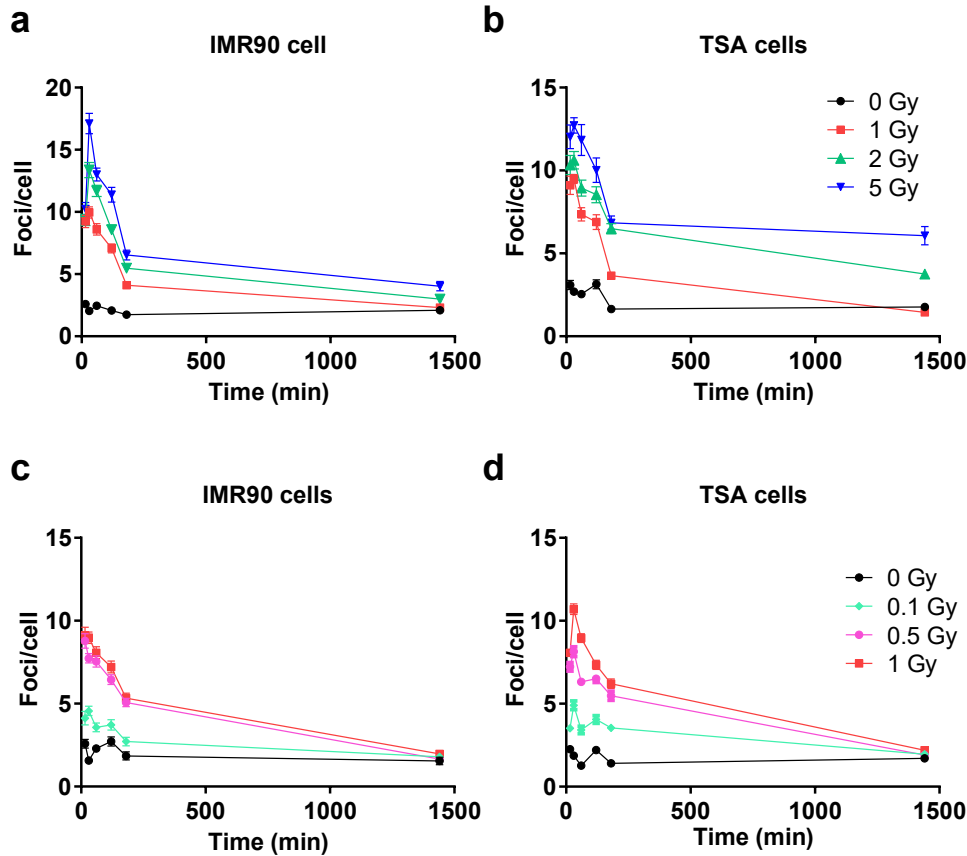 a
IMR90 cell
20
15
10
5
0
Foci/cell
0 500 1000 1500
Time (min)
b
TSA cells
15
10
5
0
Foci/cell
0 500 1000 1500
Time (min)
0 Gy
1 Gy
2 Gy
5 Gy
c
IMR90 cells
15
10
5
0
Foci/cell
0 500 1000 1500
Time (min)
d
TSA cells
15
10
5
0
Foci/cell
0 500 1000 1500
Time (min)
0 Gy
0.1 Gy
0.5 Gy
1 Gy